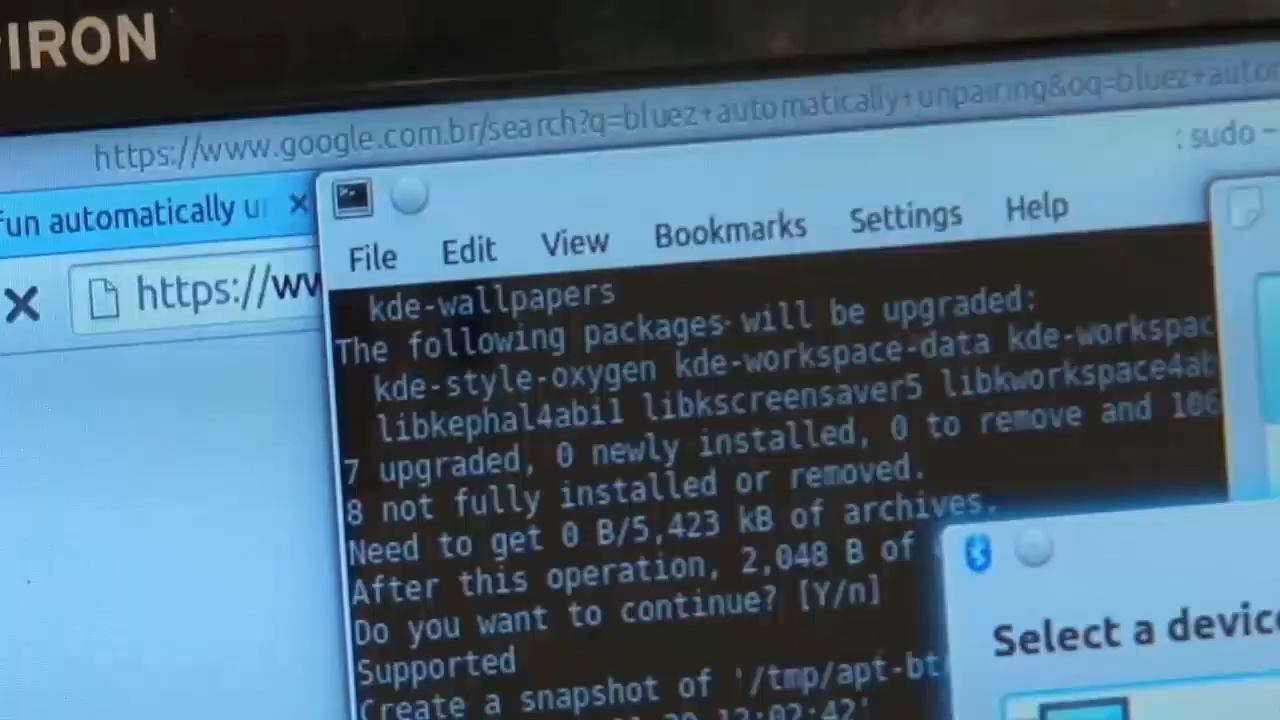 IRON
https://www.google.com.br/search?q=bluez+automatically+unpairing&oq=bluez+auto
: sudo –
fun automatically u
File Edit View Bookmarks Settings Help
https://ww
kde-wallpapers
The following packages will be upgraded:
kde-style-oxygen kde-workspace-data kde-workspac
libkephal4abi1 libkscreensaver5 libkworkspace4ab
7 upgraded, 0 newly installed, 0 to remove and 106
8 not fully installed or removed.
Need to get 0 B/5,423 kB of archives.
After this operation, 2,048 B of
Do you want to continue? [Y/n]
Supported
Create a snapshot of '/tmp/apt-bt
12:02:42'
Select a device